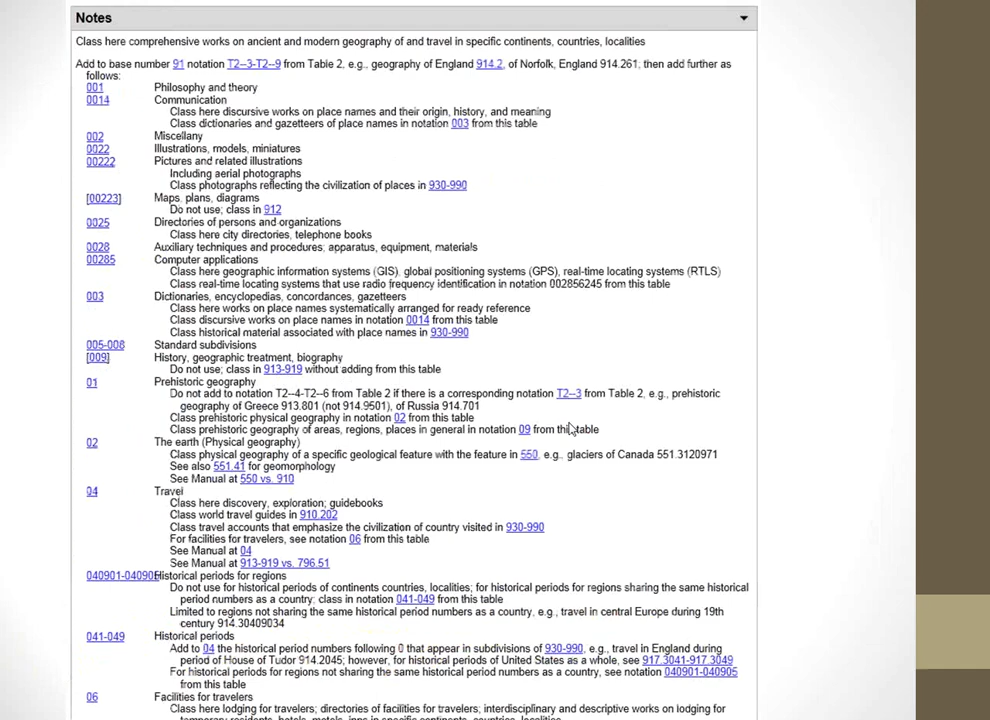 Notes
Class here comprehensive works on ancient and modern geography of and travel in specific continents, countries, localities
Add to base number 91 notation T2--3-T2--9 from Table 2, e.g., geography of England 914.2, of Norfolk, England 914.261; then add further as
follows:
001 Philosophy and theory
0014 Communication
Class here discursive works on place names and their origin, history, and meaning
Class dictionaries and gazetteers of place names in notation 003 from this table
002 Miscellany
0022 Illustrations, models, miniatures
00222 Pictures and related illustrations
Including aerial photographs
Class photographs reflecting the civilization of places in 930-990
[00223] Maps, plans, diagrams
Do not use; class in 912
0025 Directories of persons and organizations
Class here city directories, telephone books
0028 Auxiliary techniques and procedures; apparatus, equipment, materials
00285 Computer applications
Class here geographic information systems (GIS), global positioning systems (GPS), real-time locating systems (RTLS)
Class real-time locating systems that use radio frequency identification in notation 002856245 from this table
003 Dictionaries, encyclopedias, concordances, gazetteers
Class here works on place names systematically arranged for ready reference
Class discursive works on place names in notation 0014 from this table
Class historical material associated with place names in 930-990
005-008 Standard subdivisions
[009] History, geographic treatment, biography
Do not use; class in 913-919 without adding from this table
01 Prehistoric geography
Do not add to notation T2--4-T2--6 from Table 2 if there is a corresponding notation T2--3 from Table 2, e.g., prehistoric
geography of Greece 913.801 (not 914.9501), of Russia 914.701
Class prehistoric physical geography in notation 02 from this table
Class prehistoric geography of areas, regions, places in general in notation 09 from this table
02 The earth (Physical geography)
Class physical geography of a specific geological feature with the feature in 550, e.g., glaciers of Canada 551.3120971
See also 551.41 for geomorphology
See Manual at 550 vs. 910
04 Travel
Class here discovery, exploration; guidebooks
Class world travel guides in 910.202
Class travel accounts that emphasize the civilization of country visited in 930-990
For facilities for travelers, see notation 06 from this table
See Manual at 04
See Manual at 913-919 vs. 796.51
040901-040905 Historical periods for regions
Do not use for historical periods of continents countries, localities; for historical periods for regions sharing the same historical
period numbers as a country; class in notation 041-049 from this table
Limited to regions not sharing the same historical period numbers as a country, e.g., travel in central Europe during 19th
century 914.30409034
041-049 Historical periods
Add to 04 the historical period numbers following 0 that appear in subdivisions of 930-990, e.g., travel in England during
period of House of Tudor 914.2045; however, for historical periods of United States as a whole, see 917.3041-917.3049
For historical periods for regions not sharing the same historical period numbers as a country, see notation 040901-040905
from this table
06 Facilities for travelers
Class here lodging for travelers; directories of facilities for travelers; interdisciplinary and descriptive works on lodging for
temporary residents, hotels, motels, inns in specific continents, countries, localities